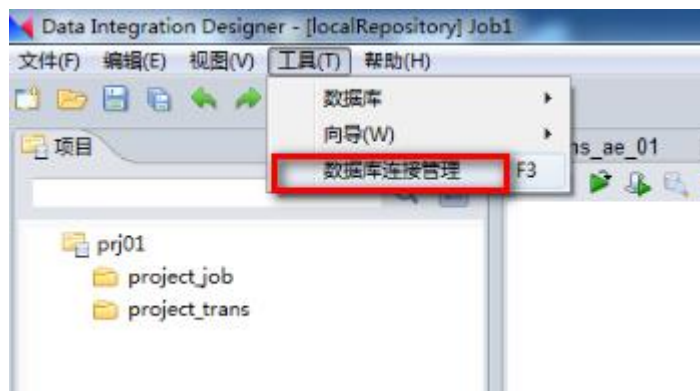 Data Integration Designer - [localRepository] Job1
文件(F) 编辑(E) 视图(V) 工具(T) 帮助(H)
数据库
向导(W)
数据库连接管理 F3
项目
ns_ae_01
prj01
project_job
project_trans